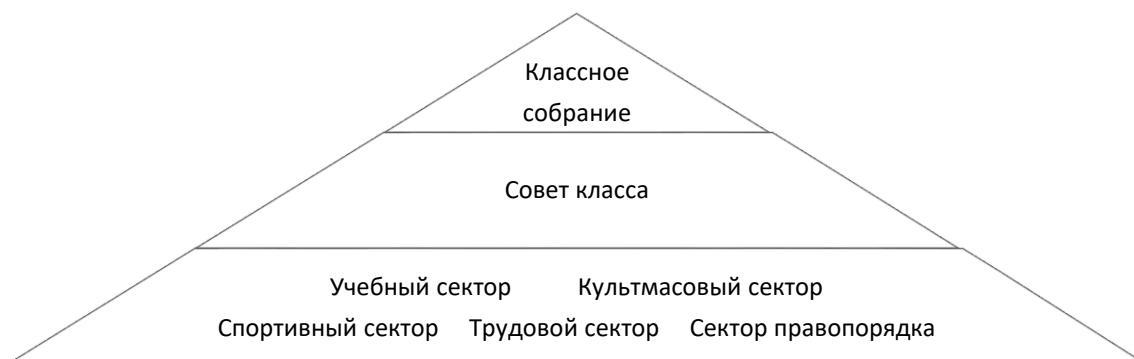 Классное
собрание
Совет класса
Учебный сектор Культмасовый сектор
Спортивный сектор Трудовой сектор Сектор правопорядка